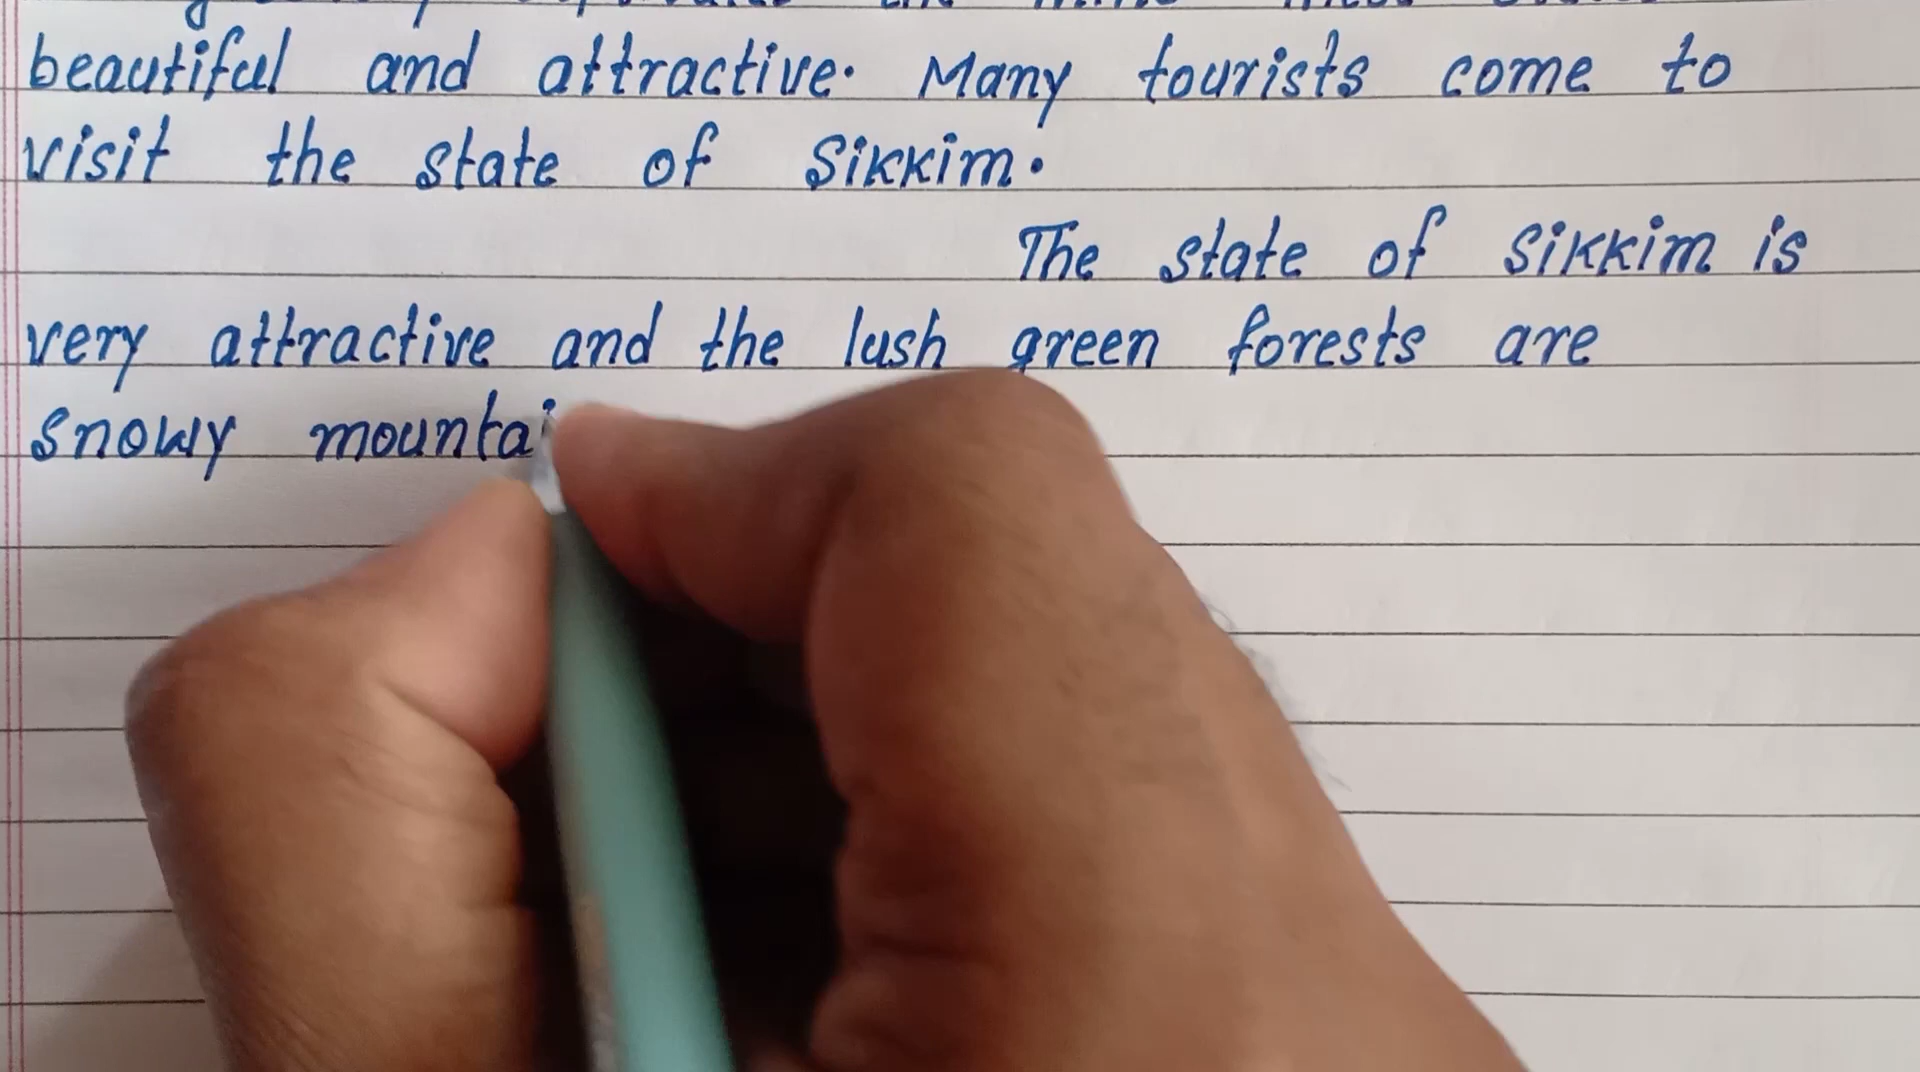 beautiful and attractive. Many tourists come to
visit the state of Sikkim.
The state of Sikkim is
very attractive and the lush green forests are
snowy mountai